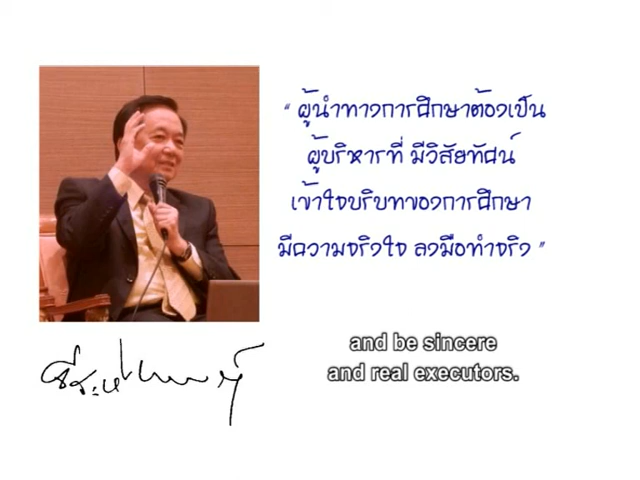 “ ผู้นำทางการศึกษาต้องเป็น
ผู้บริหารที่ มีวิสัยทัศน์
เข้าใจบริบทของการศึกษา
มีความจริงใจ ลงมือทำจริง ”
and be sincere
and real executors.